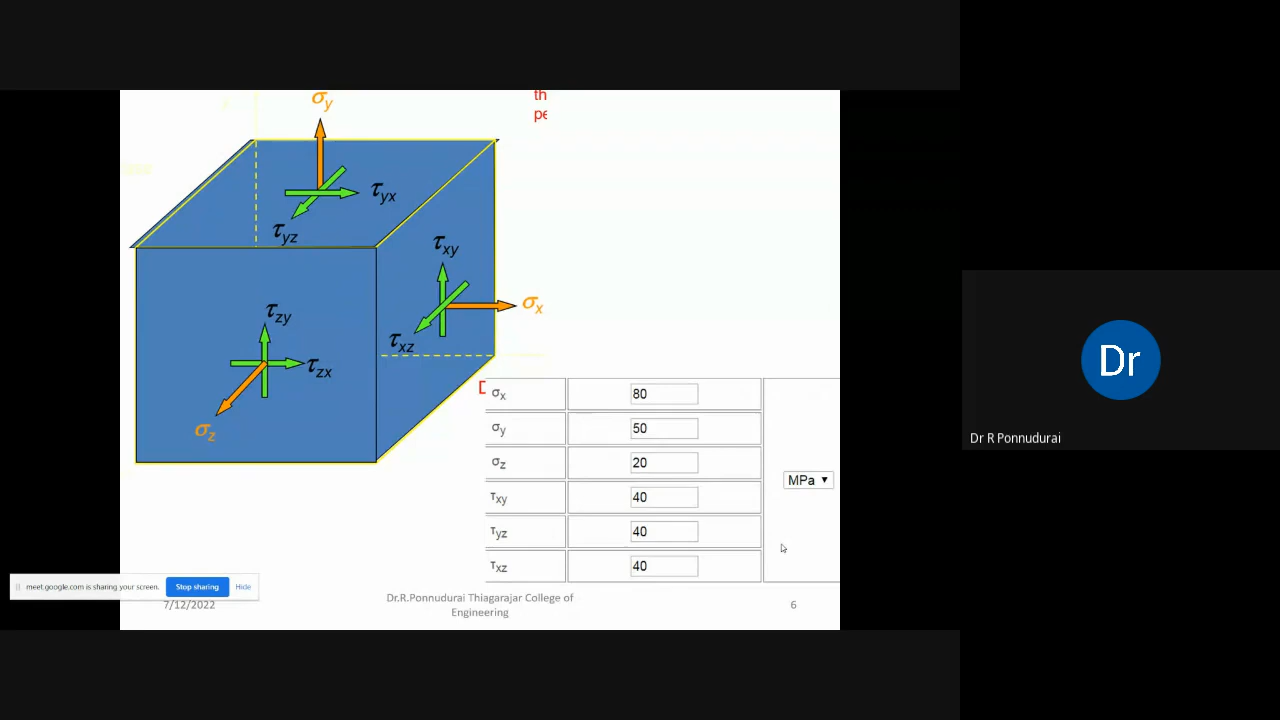 σy
th
pe
τyx
τyz
τxy
σx
τxz
τzy
τzx
σz
σx 80
σy 50
σz 20
τxy 40
τyz 40
τxz 40
MPa ▼
meet.google.com is sharing your screen. Stop sharing Hide
7/12/2022
Dr.R.Ponnudurai Thiagarajar College of
Engineering
6
Dr
Dr R Ponnudurai